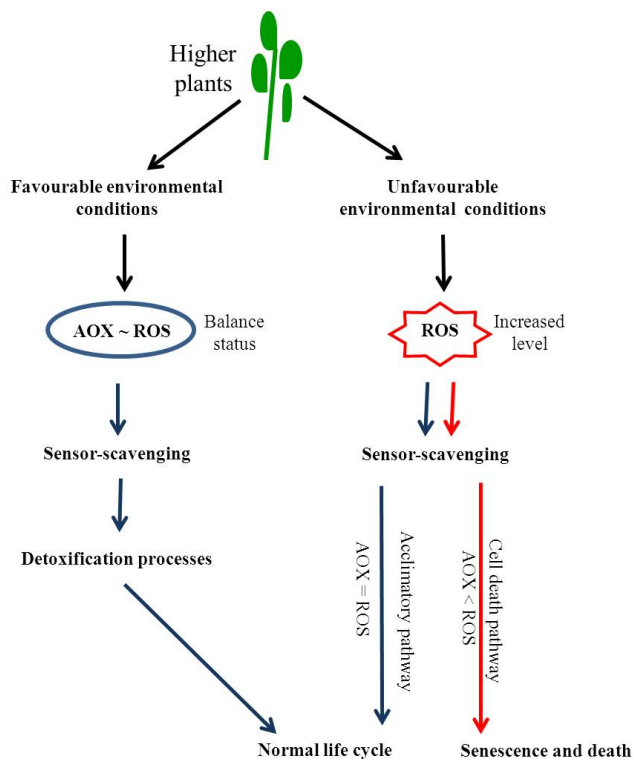 Higher
plants
Favourable environmental
conditions
Unfavourable
environmental conditions
AOX ~ ROS
Balance
status
ROS
Increased
level
Sensor-scavenging
Sensor-scavenging
Detoxification processes
Acclimatory pathway
AOX = ROS
Cell death pathway
AOX < ROS
Normal life cycle
Senescence and death